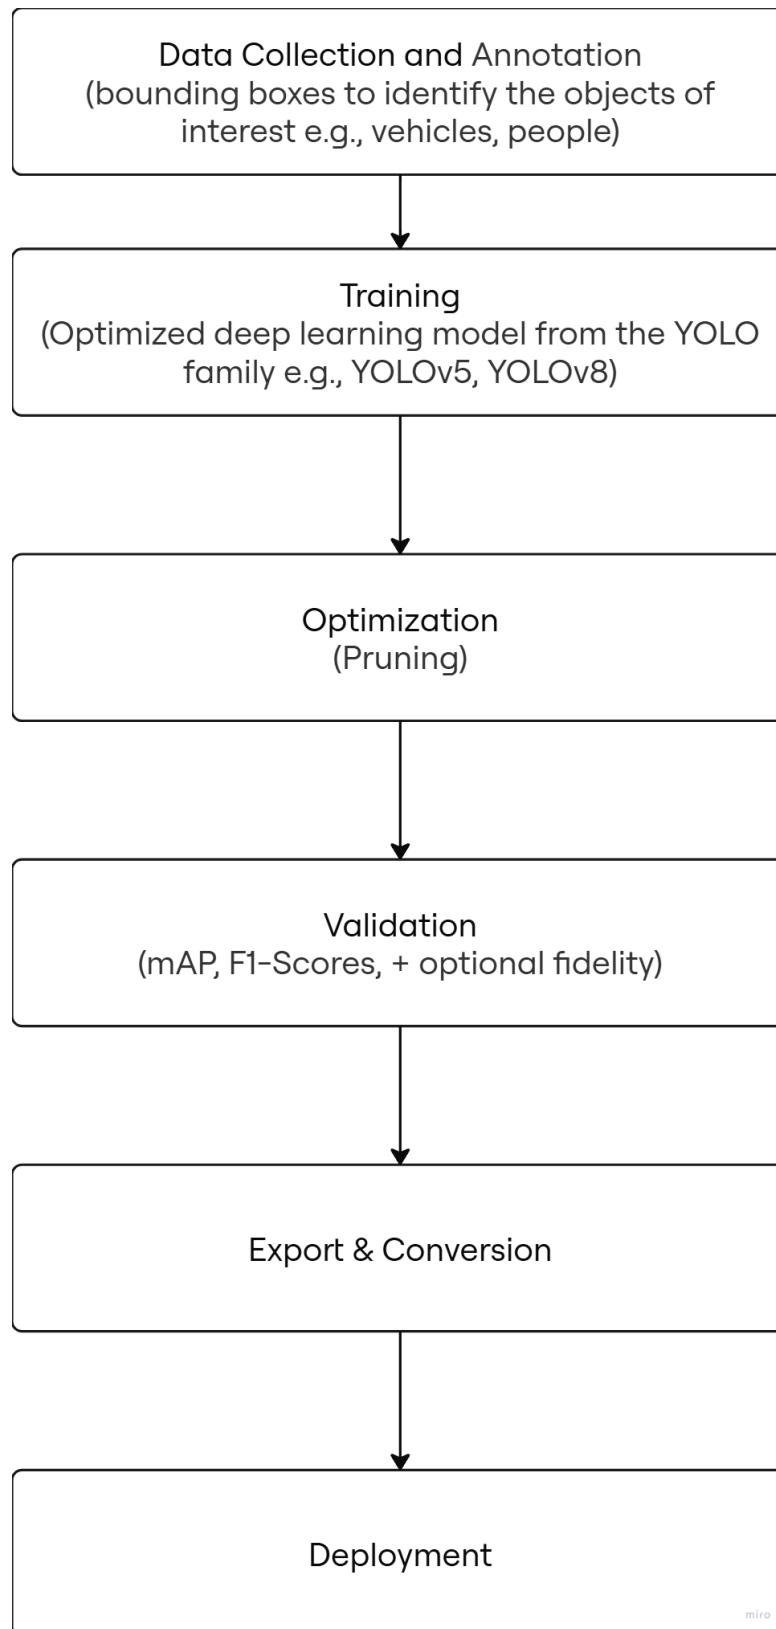 Data Collection and Annotation
(bounding boxes to identify the objects of
interest e.g., vehicles, people)
Training
(Optimized deep learning model from the YOLO
family e.g., YOLOv5, YOLOv8)
Optimization
(Pruning)
Validation
(mAP, F1-Scores, + optional fidelity)
Export & Conversion
Deployment
miro